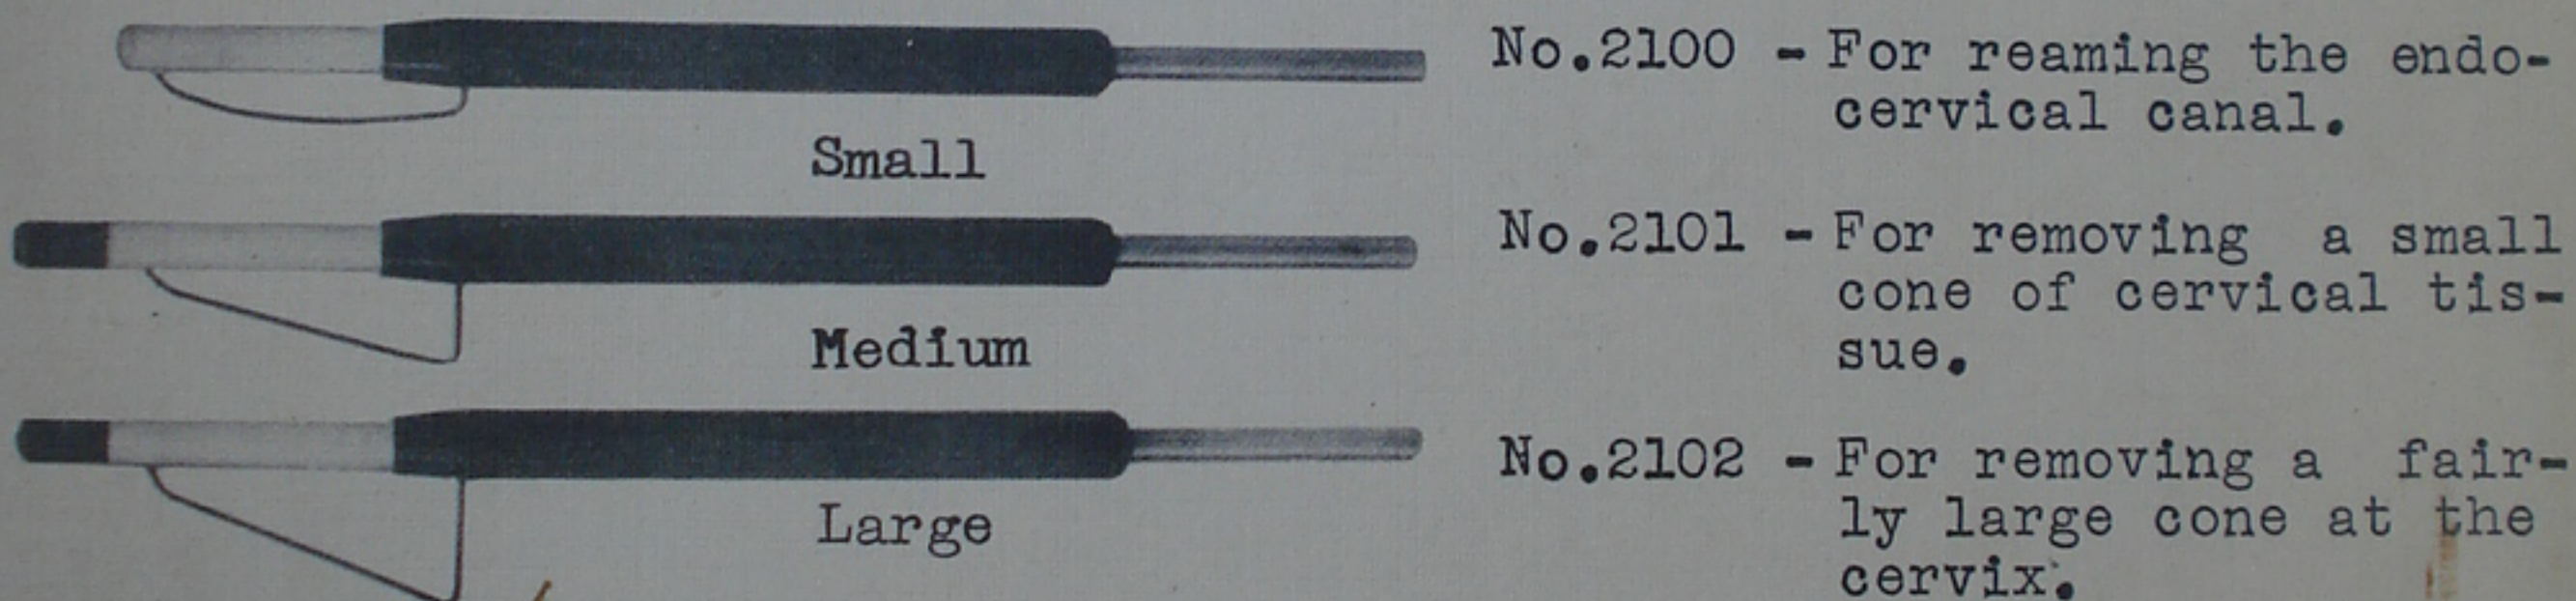 No.2100 - For reaming the endo-
cervical canal.
Small
No.2101 - For removing a small
cone of cervical tis-
sue.
Medium
No.2102 - For removing a fair-
ly large cone at the
cervix.
Large